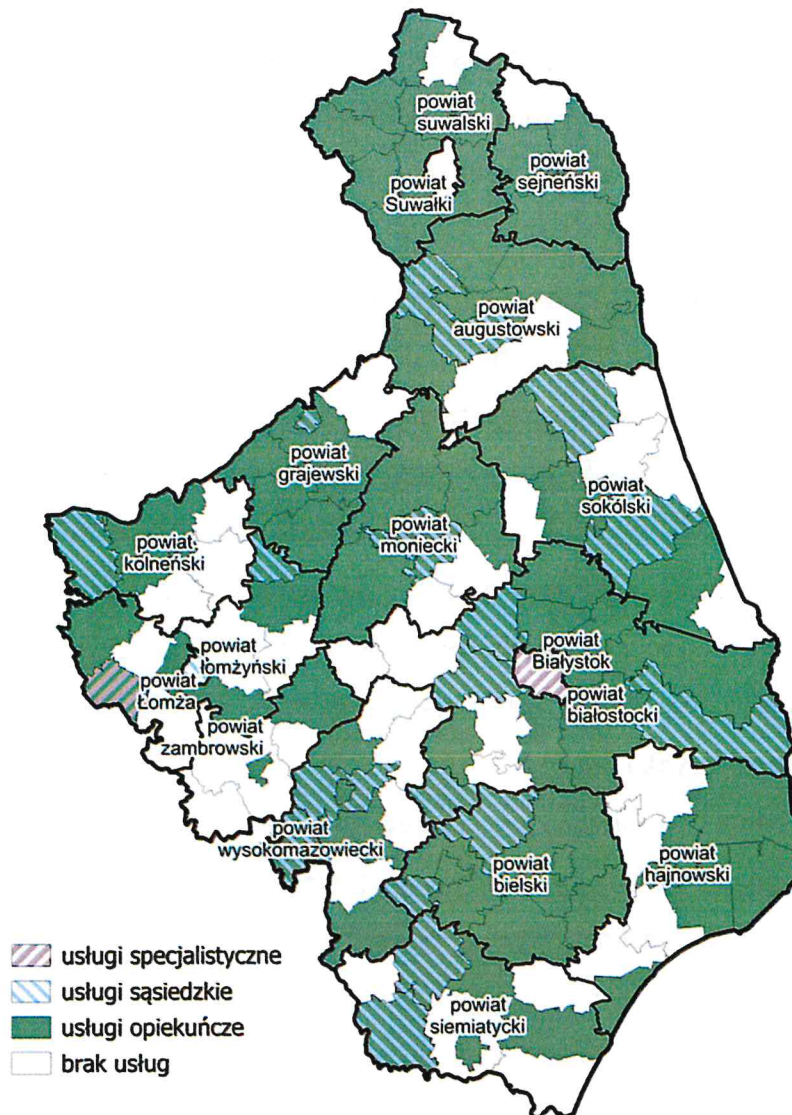 powiat
suwalski
powiat
sejneński
powiat
Suwałki
powiat
augustowski
powiat
grajewski
powiat
sokólski
powiat
moniecki
powiat
kolneński
powiat
łomżyński
powiat
Białystok
powiat
Łomża
powiat
białostocki
powiat
zambrowski
powiat
wysokomazowiecki
powiat
bielski
powiat
hajnowski
powiat
siemiatycki
usługi specjalistyczne
usługi sąsiedzkie
usługi opiekuńcze
brak usług